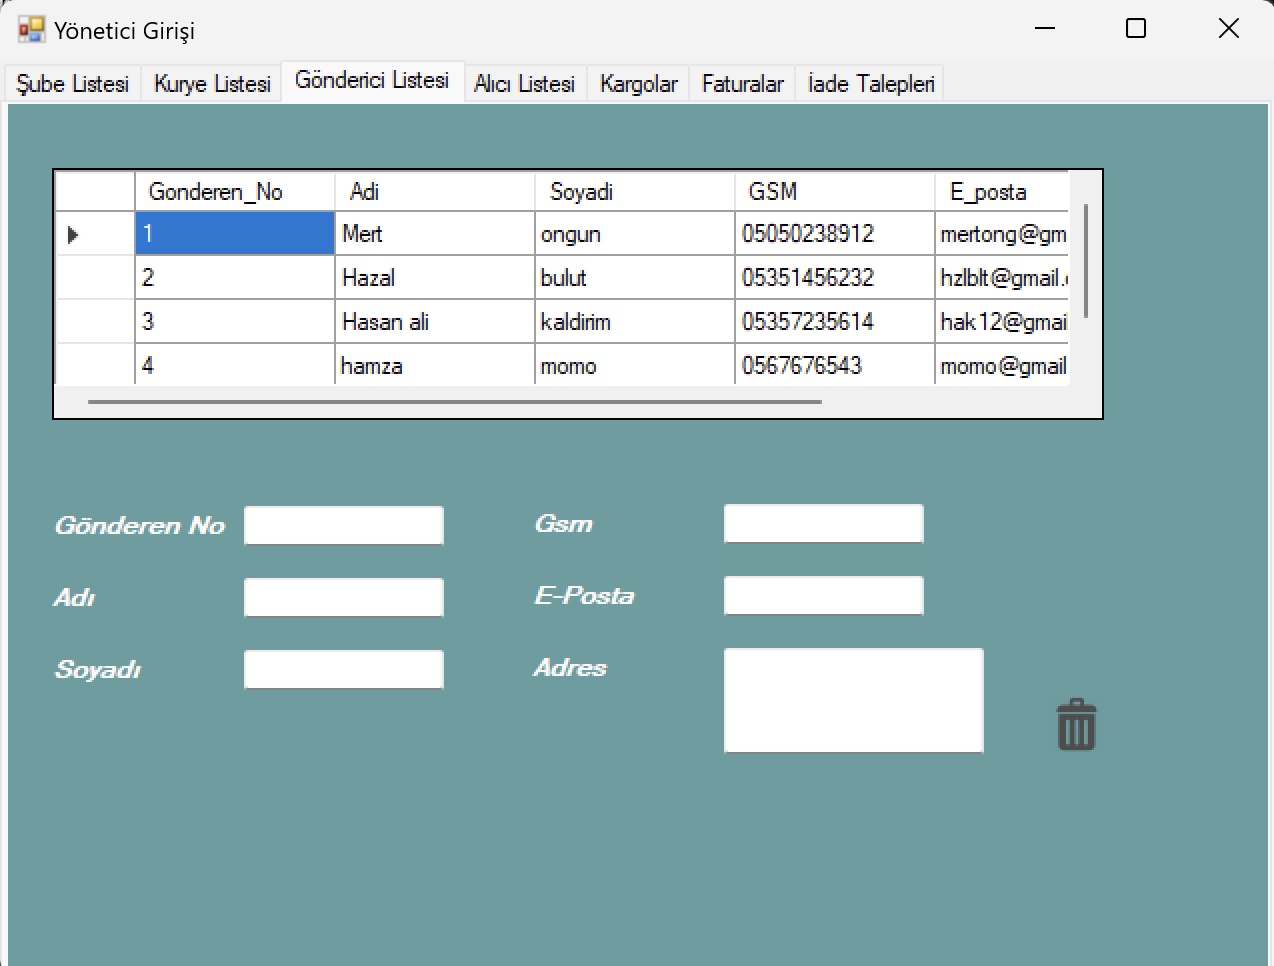 Yönetici Girişi
Şube Listesi Kurye Listesi Gönderici Listesi Alıcı Listesi Kargolar Faturalar İade Talepleri
Gonderen_No Adi Soyadi GSM E_posta
1 Mert ongun 05050238912 mertong@gm
2 Hazal bulut 05351456232 hzlblt@gmail.
3 Hasan ali kaldirim 05357235614 hak12@gmai
4 hamza momo 0567676543 momo@gmail
Gönderen No Gsm
Adı E-Posta
Soyadı Adres